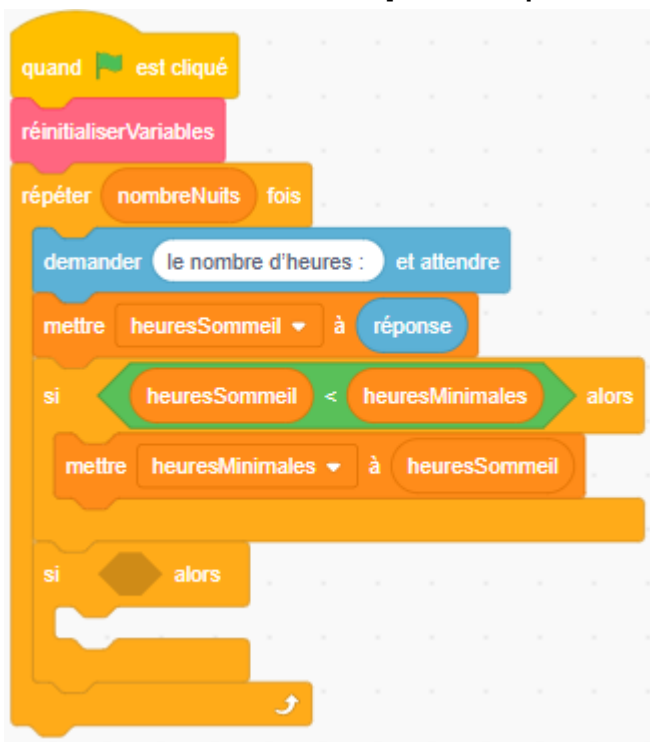 quand est cliqué
réinitialiserVariables
répéter nombreNuits fois
demander le nombre d'heures : et attendre
mettre heuresSommeil à réponse
si heuresSommeil < heuresMinimales alors
mettre heuresMinimales à heuresSommeil
si alors